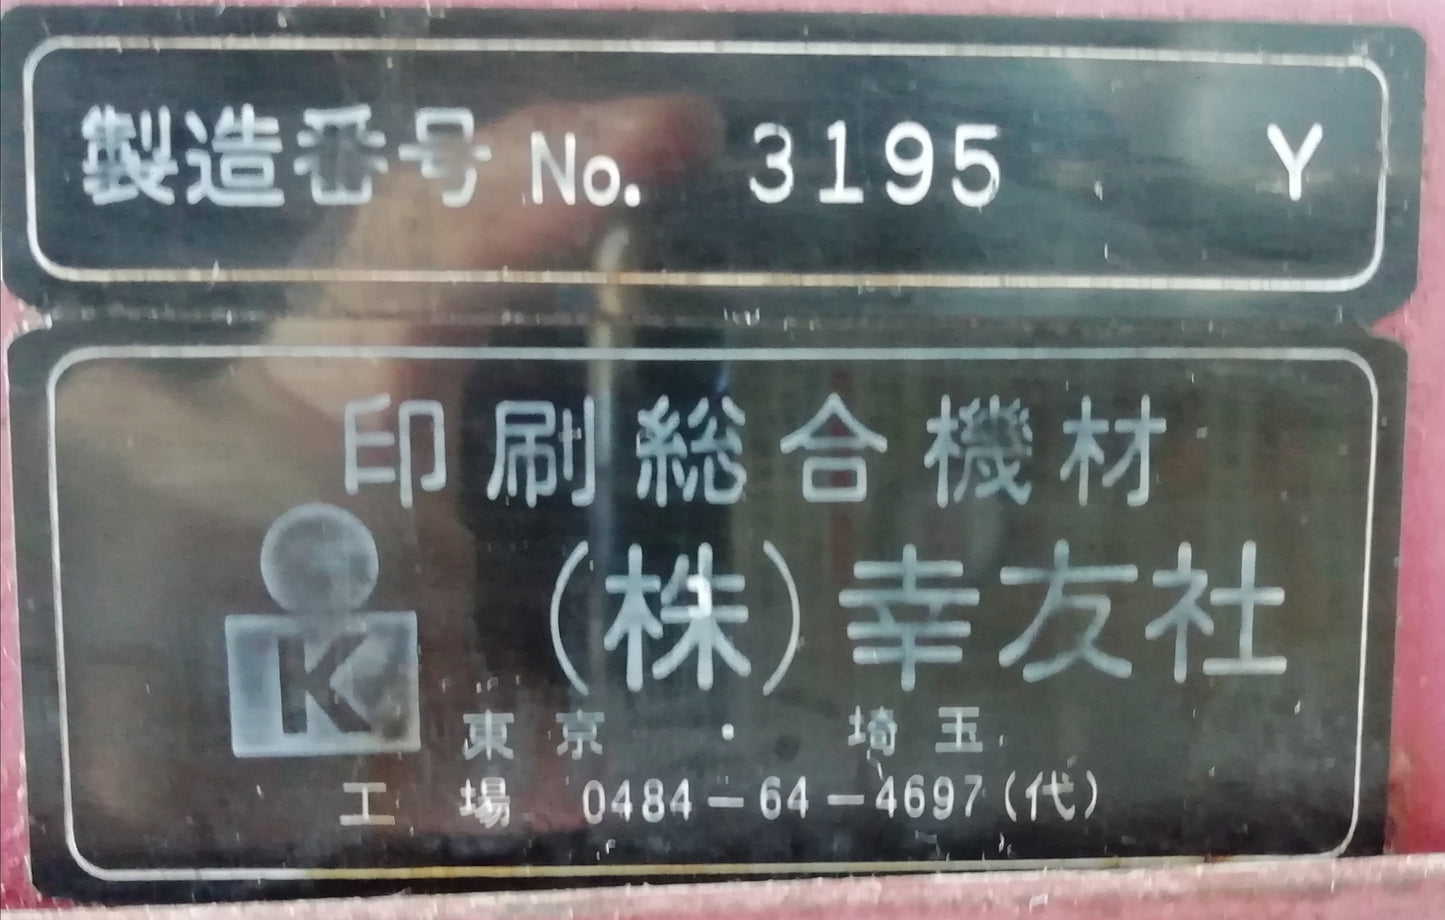 製造番号 No. 3195 Y
印刷総合機材
K
(株)幸友社
東京・埼玉
工場 0484-64-4697(代)